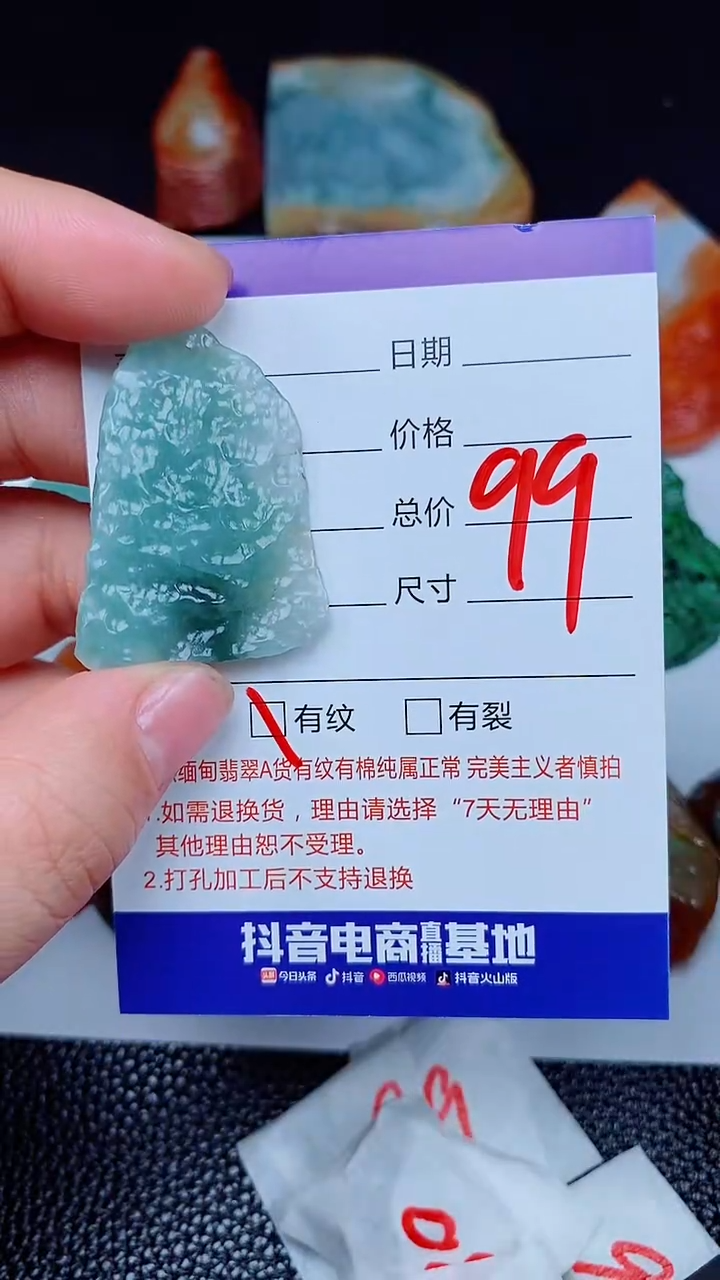 日期
价格
总价 99
尺寸
有纹 有裂
缅甸翡翠A货有纹有棉纯属正常 完美主义者慎拍
1.如需退换货，理由请选择“7天无理由”
其他理由恕不受理。
2.打孔加工后不支持退换
抖音电商直播基地
头条 今日头条 抖音 西瓜视频 抖音火山版